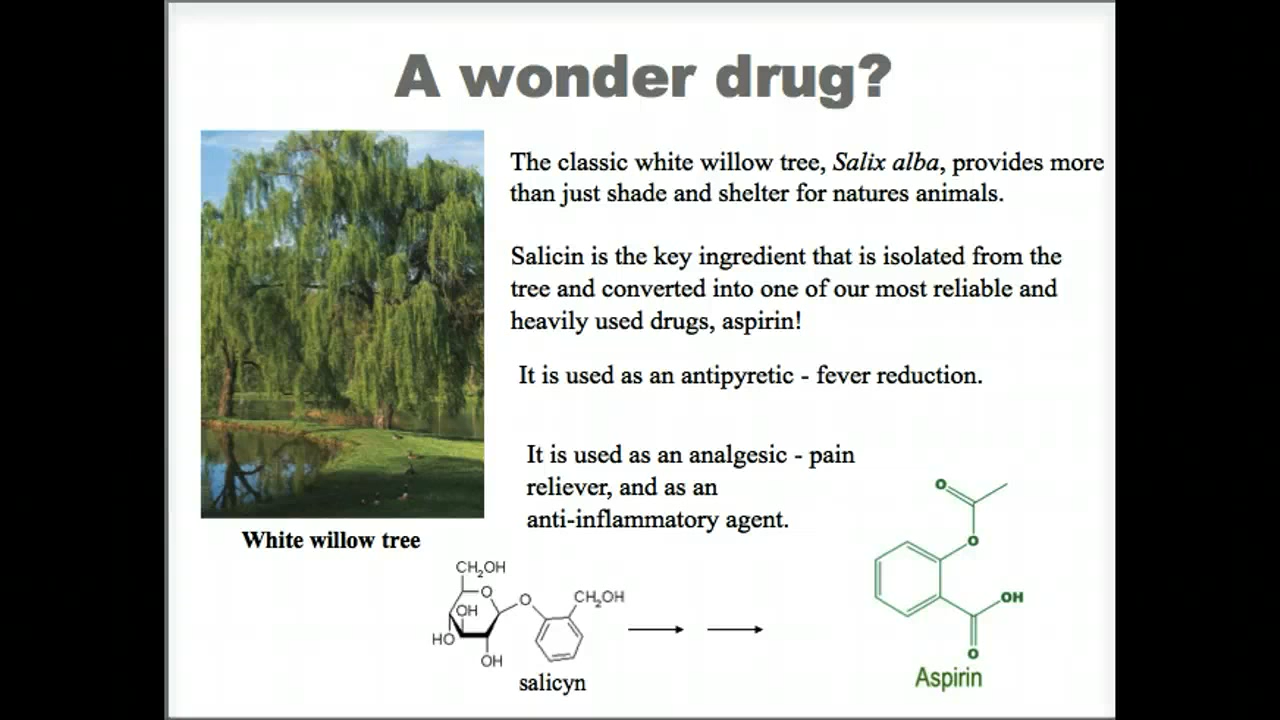 A wonder drug?
The classic white willow tree, Salix alba, provides more
than just shade and shelter for natures animals.
Salicin is the key ingredient that is isolated from the
tree and converted into one of our most reliable and
heavily used drugs, aspirin!
It is used as an antipyretic - fever reduction.
It is used as an analgesic - pain
reliever, and as an
anti-inflammatory agent.
White willow tree
CH₂OH
O
OH
HO
OH
O
CH₂OH
salicyn
O
O
OH
O
Aspirin